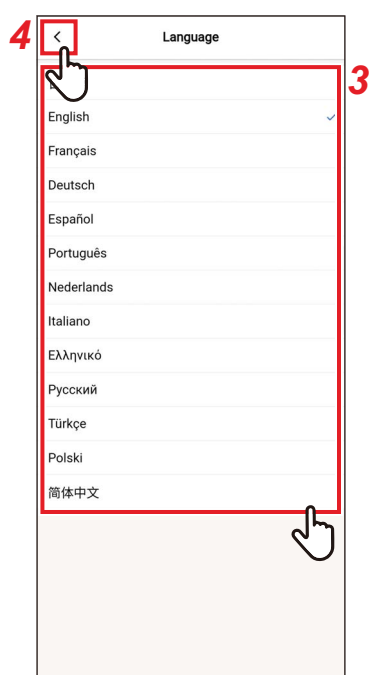 4
Language
3
English
Français
Deutsch
Español
Português
Nederlands
Italiano
Ελληνικό
Русский
Türkçe
Polski
简体中文